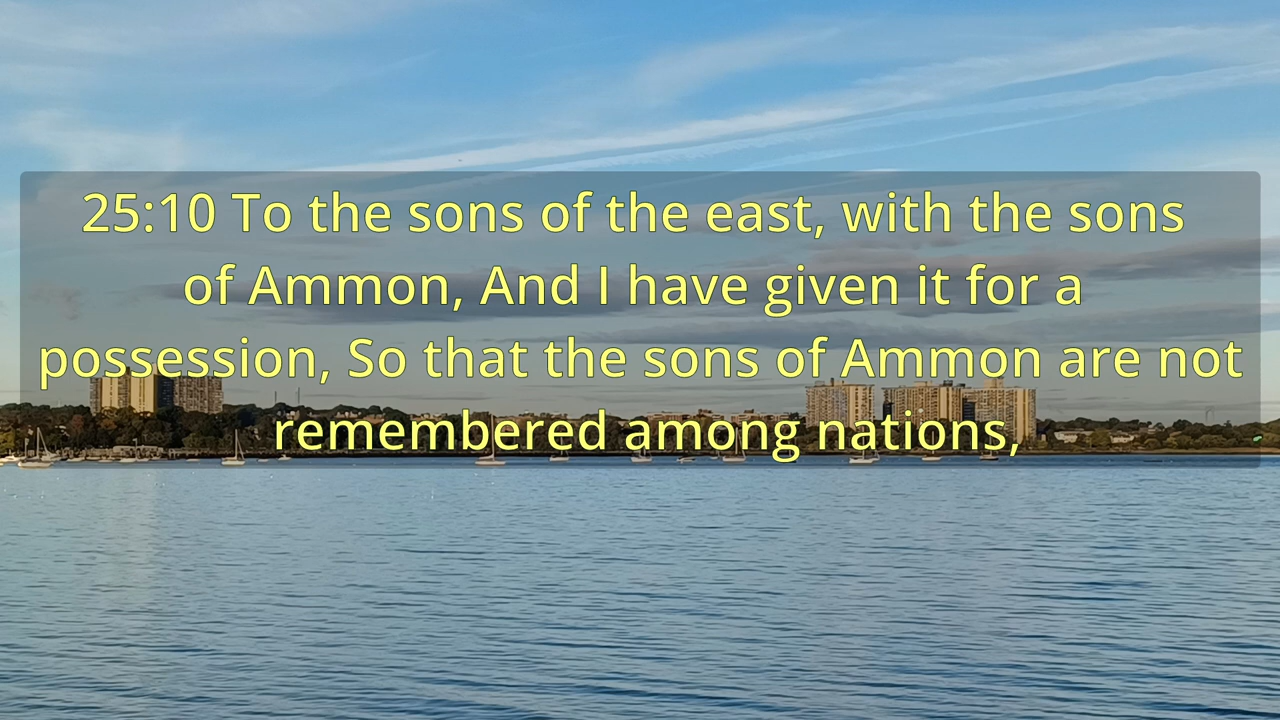 25:10 To the sons of the east, with the sons
of Ammon, And I have given it for a
possession, So that the sons of Ammon are not
remembered among nations,